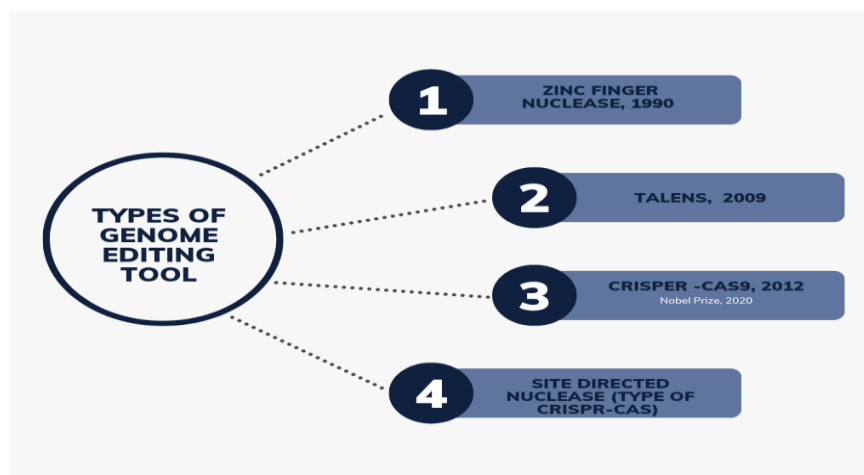 TYPES OF
GENOME
EDITING
TOOL
1
ZINC FINGER
NUCLEASE, 1990
2
TALENS, 2009
3
CRISPER -CAS9, 2012
Nobel Prize, 2020
4
SITE DIRECTED
NUCLEASE (TYPE OF
CRISPR-CAS)